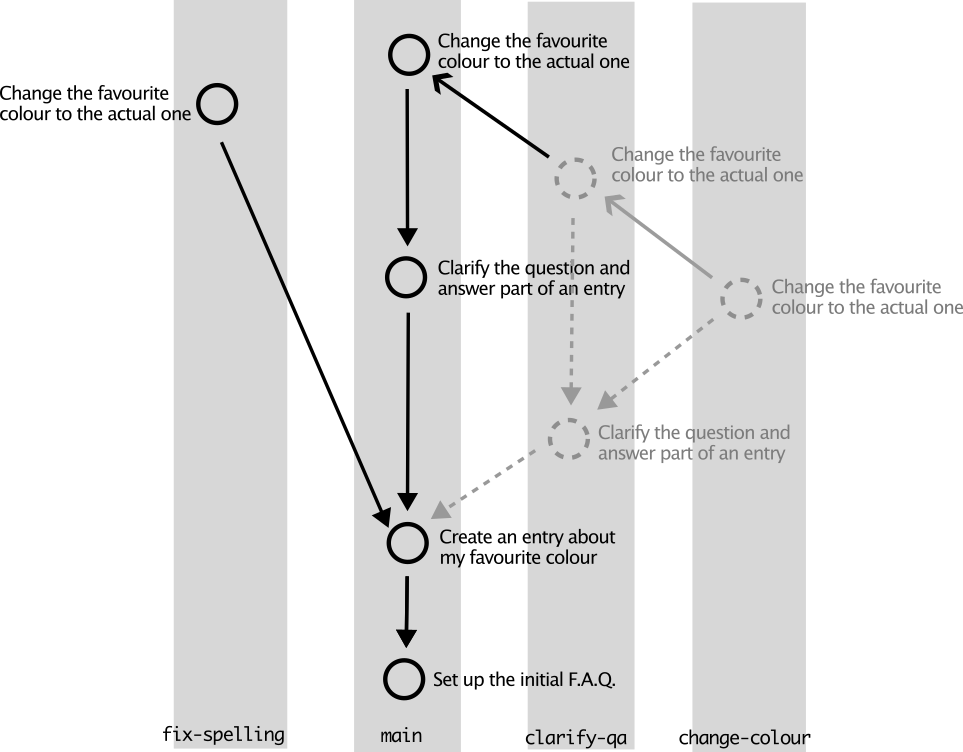 Change the favourite
colour to the actual one
Change the favourite
colour to the actual one
Change the favourite
colour to the actual one
Clarify the question and
answer part of an entry
Change the favourite
colour to the actual one
Clarify the question and
answer part of an entry
Create an entry about
my favourite colour
Set up the initial F.A.Q.
fix-spelling
main
clarify-qa
change-colour